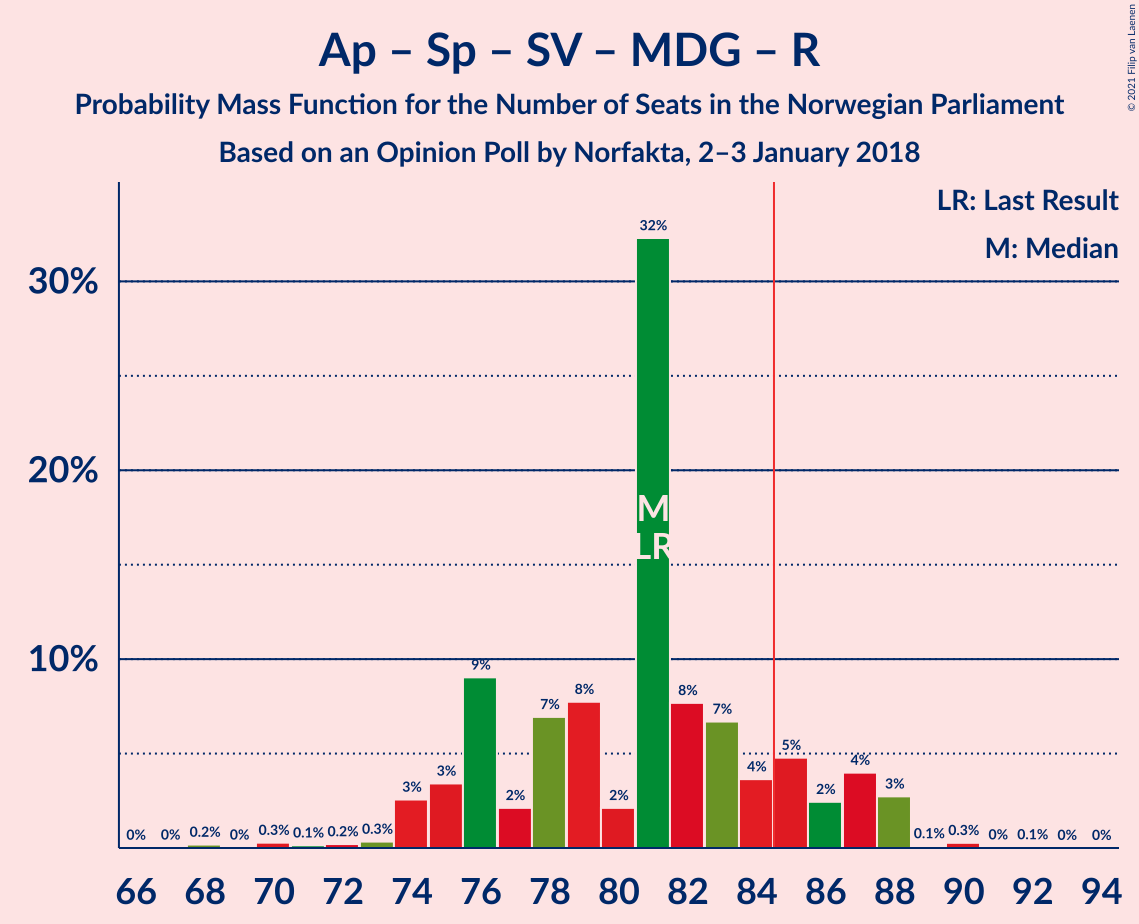 Ap – Sp – SV – MDG – R
Probability Mass Function for the Number of Seats in the Norwegian Parliament
Based on an Opinion Poll by Norfakta, 2–3 January 2018
© 2021 Filip van Laenen
LR: Last Result
M: Median
30%
20%
10%
0% 0% 0.2% 0% 0.3% 0.1% 0.2% 0.3% 3% 3% 9% 2% 7% 8% 2% 32% 8% 7% 4% 5% 2% 4% 3% 0.1% 0.3% 0% 0.1% 0% 0%
M
LR
66 68 70 72 74 76 78 80 82 84 86 88 90 92 94